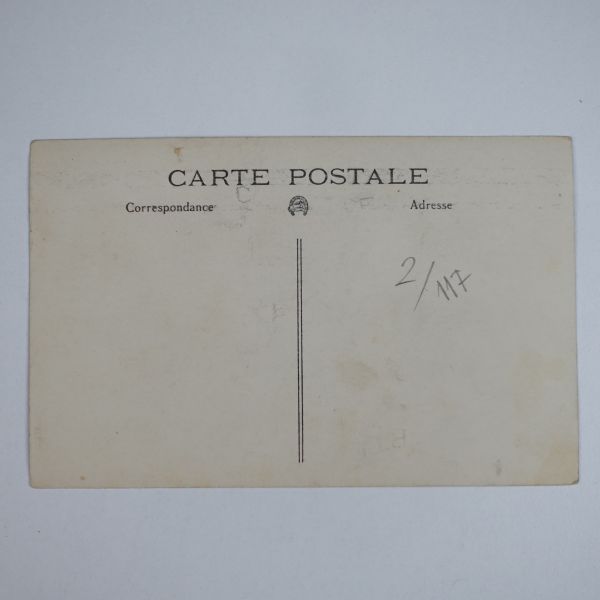 CARTE POSTALE
Correspondance
Adresse
2/117